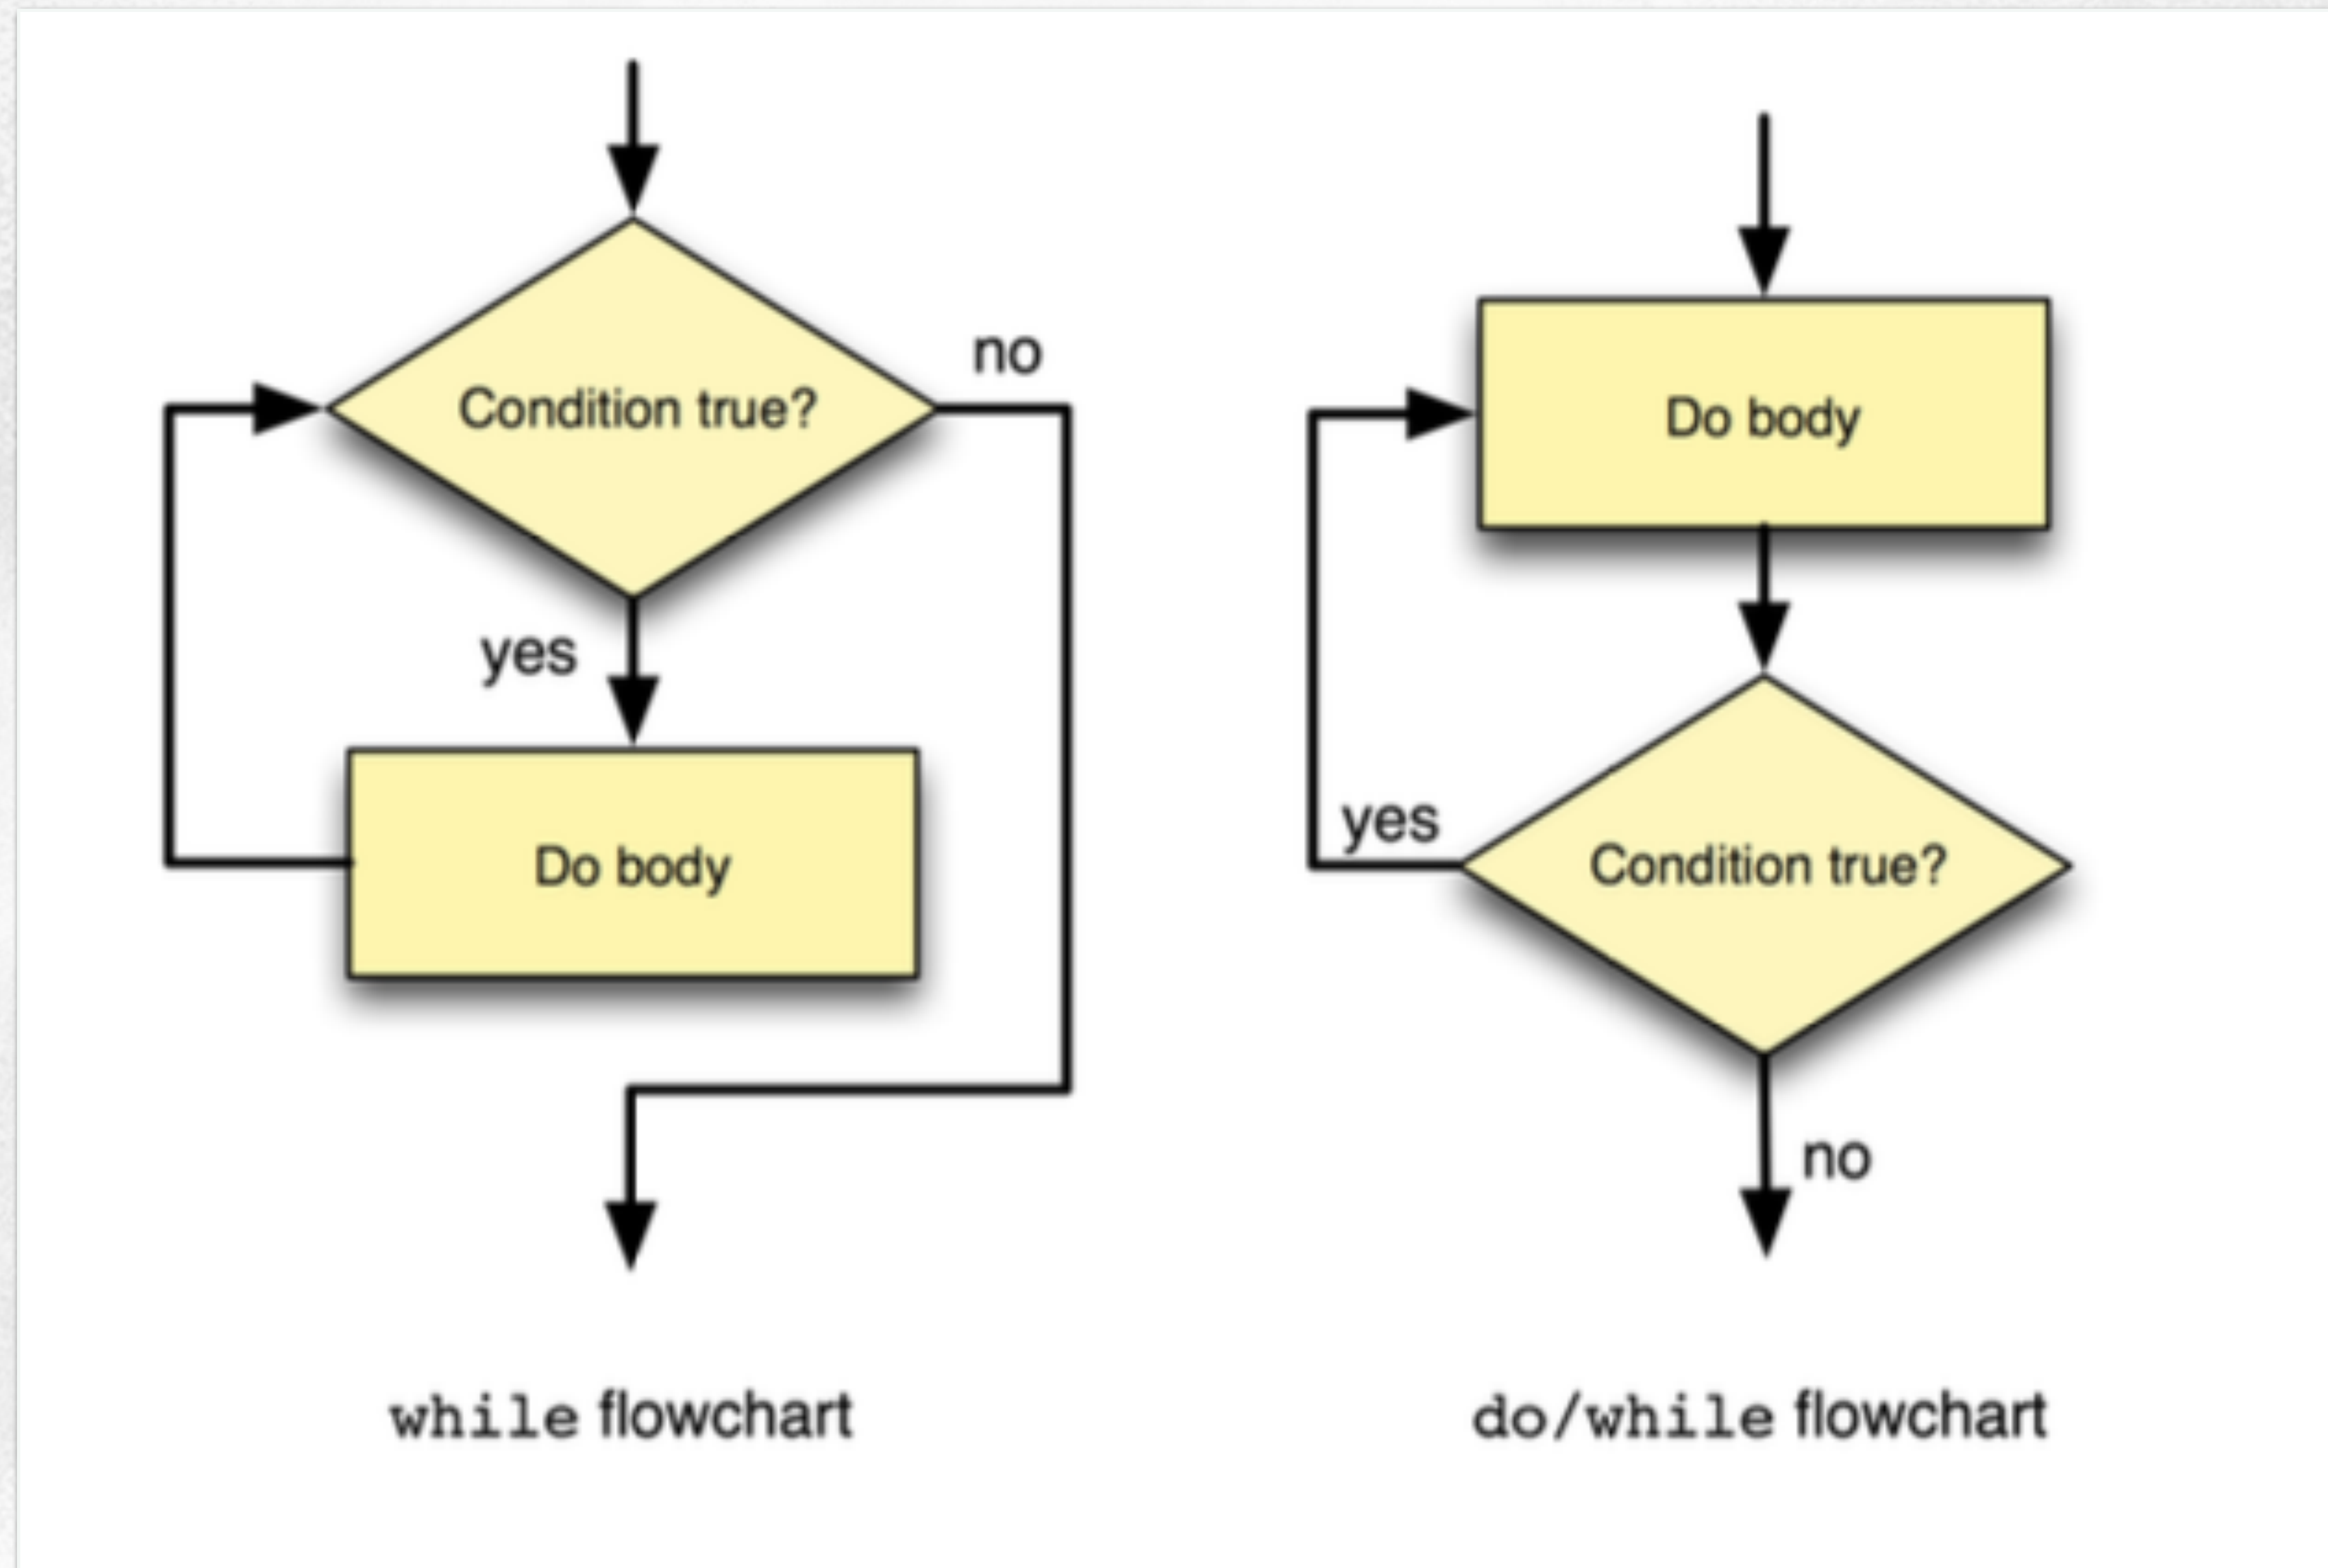 Condition true?
no
yes
Do body
while flowchart
Do body
Condition true?
yes
no
do/while flowchart